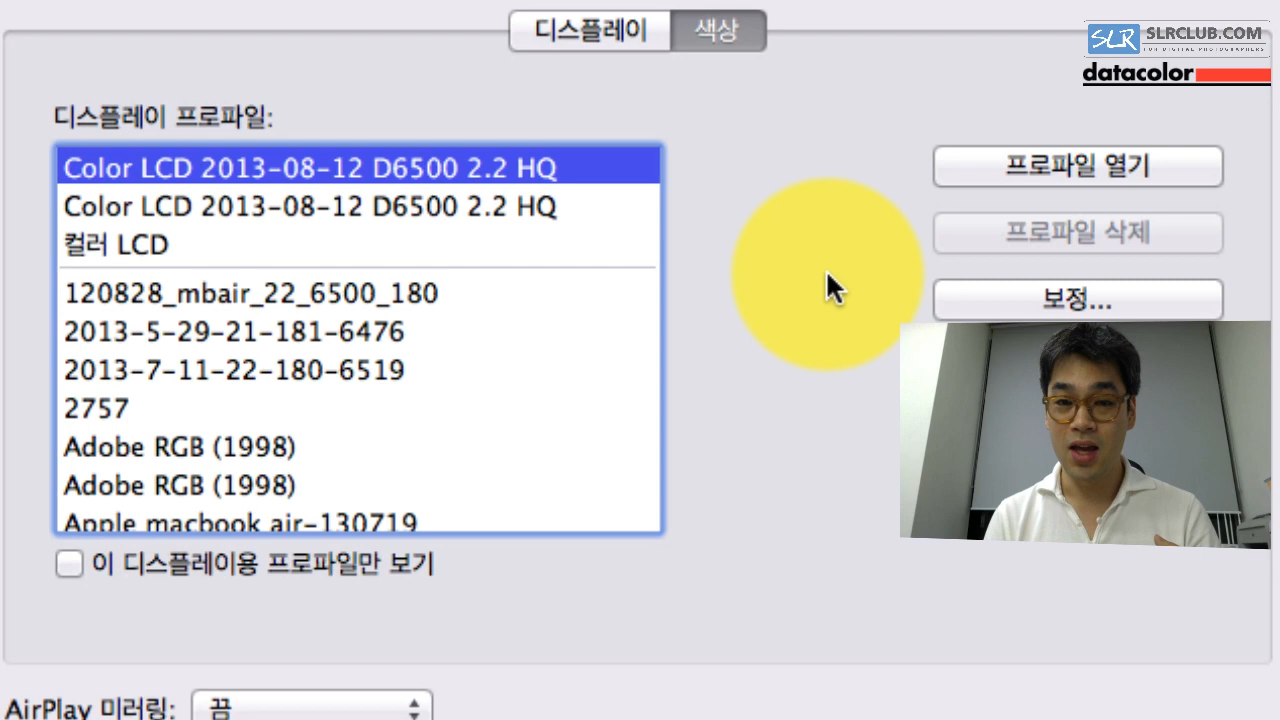 디스플레이
색상
SLR SLRCLUB.COM
FOR DIGITAL PHOTOGRAPHERS
datacolor
디스플레이 프로파일:
Color LCD 2013-08-12 D6500 2.2 HQ
Color LCD 2013-08-12 D6500 2.2 HQ
컬러 LCD
120828_mbair_22_6500_180
2013-5-29-21-181-6476
2013-7-11-22-180-6519
2757
Adobe RGB (1998)
Adobe RGB (1998)
Apple macbook air-130719
프로파일 열기
프로파일 삭제
보정...
이 디스플레이용 프로파일만 보기
AirPlay 미러링:
끔